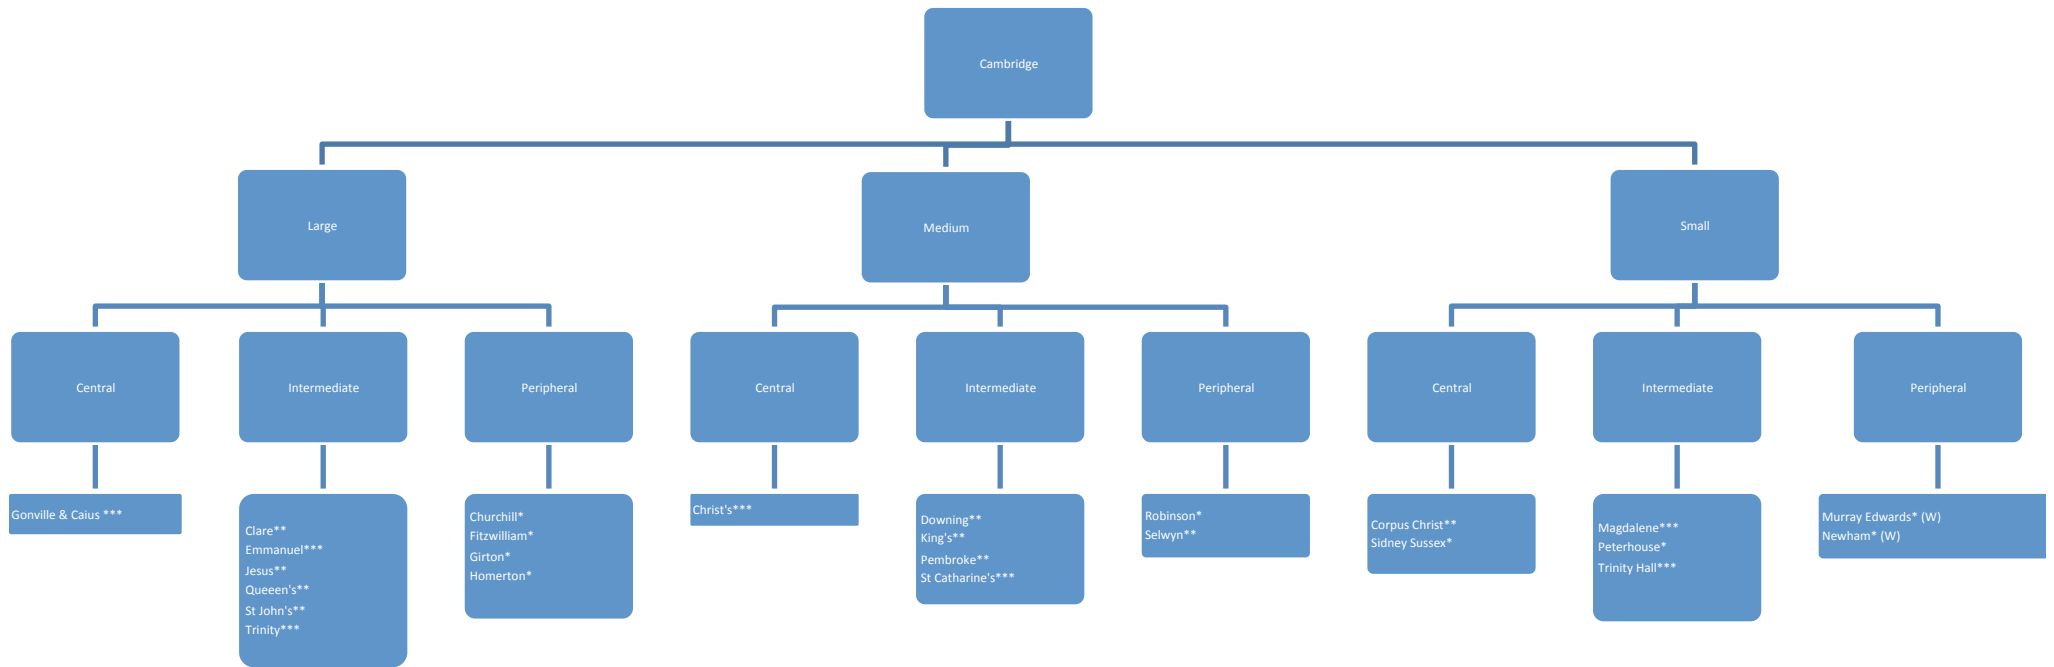 Cambridge
Large
Medium
Small
Central
Intermediate
Peripheral
Central
Intermediate
Peripheral
Central
Intermediate
Peripheral
Gonville & Caius ***
Clare**
Emmanuel***
Jesus**
Queeen's**
St John's**
Trinity***
Churchill*
Fitzwilliam*
Girton*
Homerton*
Christ's***
Downing**
King's**
Pembroke**
St Catharine's***
Robinson*
Selwyn**
Corpus Christ**
Sidney Sussex*
Magdalene***
Peterhouse*
Trinity Hall***
Murray Edwards* (W)
Newham* (W)